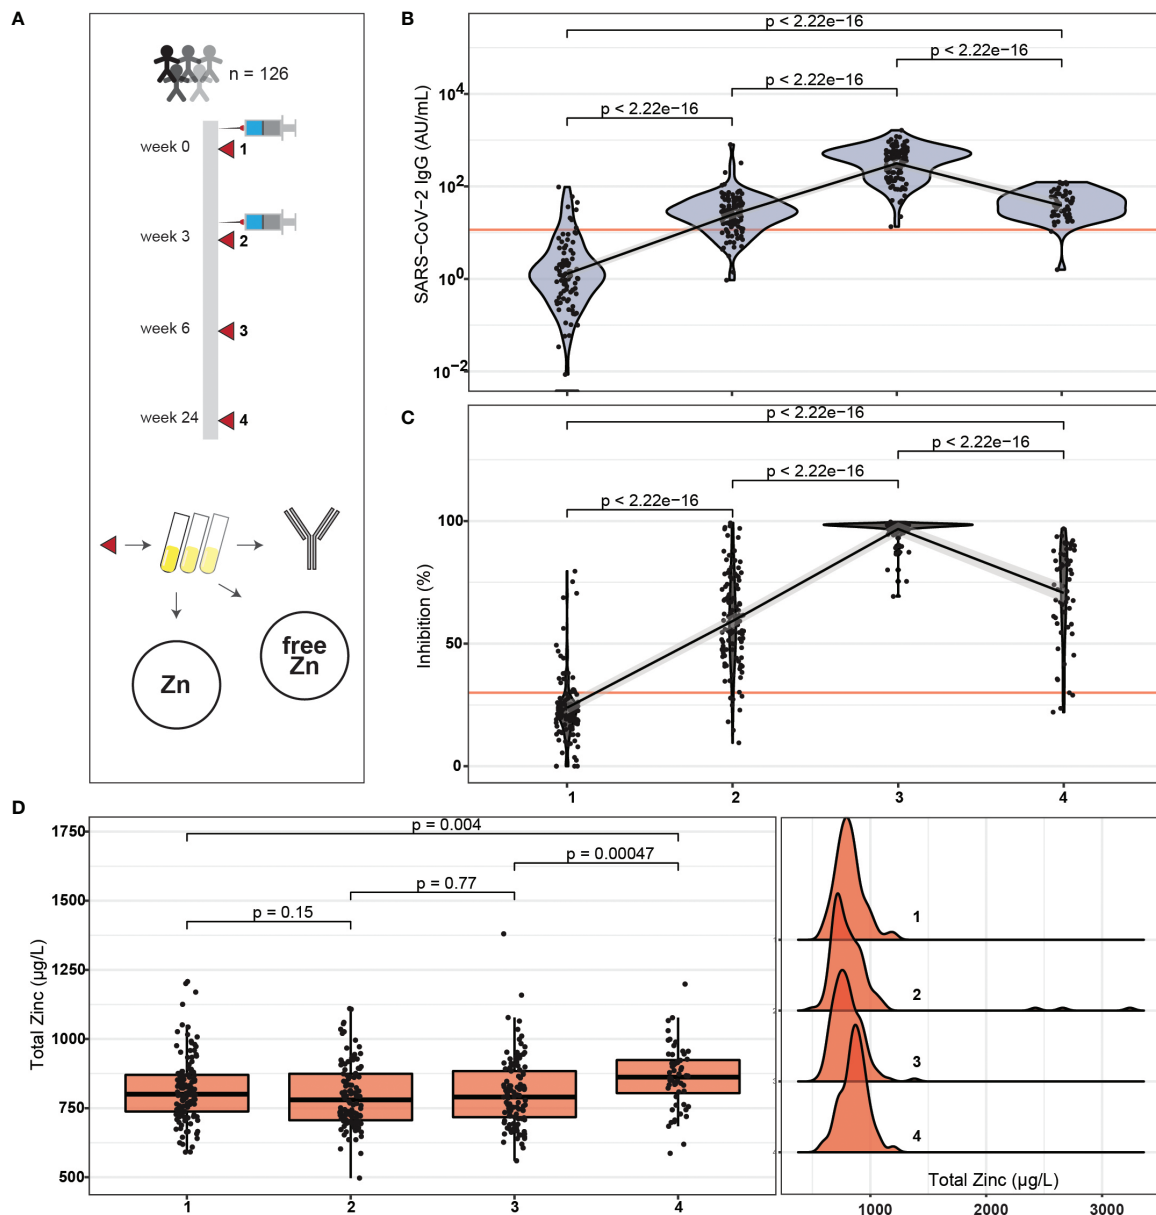 A
n = 126
week 0
1
week 3
2
week 6
3
week 24
4
Zn
free
Zn
B
p < 2.22e−16
p < 2.22e−16
p < 2.22e−16
p < 2.22e−16
SARS−CoV−2 IgG (AU/mL)
10⁴
10²
10⁰
10⁻²
C
p < 2.22e−16
p < 2.22e−16
p < 2.22e−16
p < 2.22e−16
Inhibition (%)
100
50
0
1 2 3 4
D
p = 0.004
p = 0.00047
p = 0.77
p = 0.15
Total Zinc (µg/L)
1750
1500
1250
1000
750
500
1 2 3 4
1
2
3
4
Total Zinc (µg/L)
1000 2000 3000